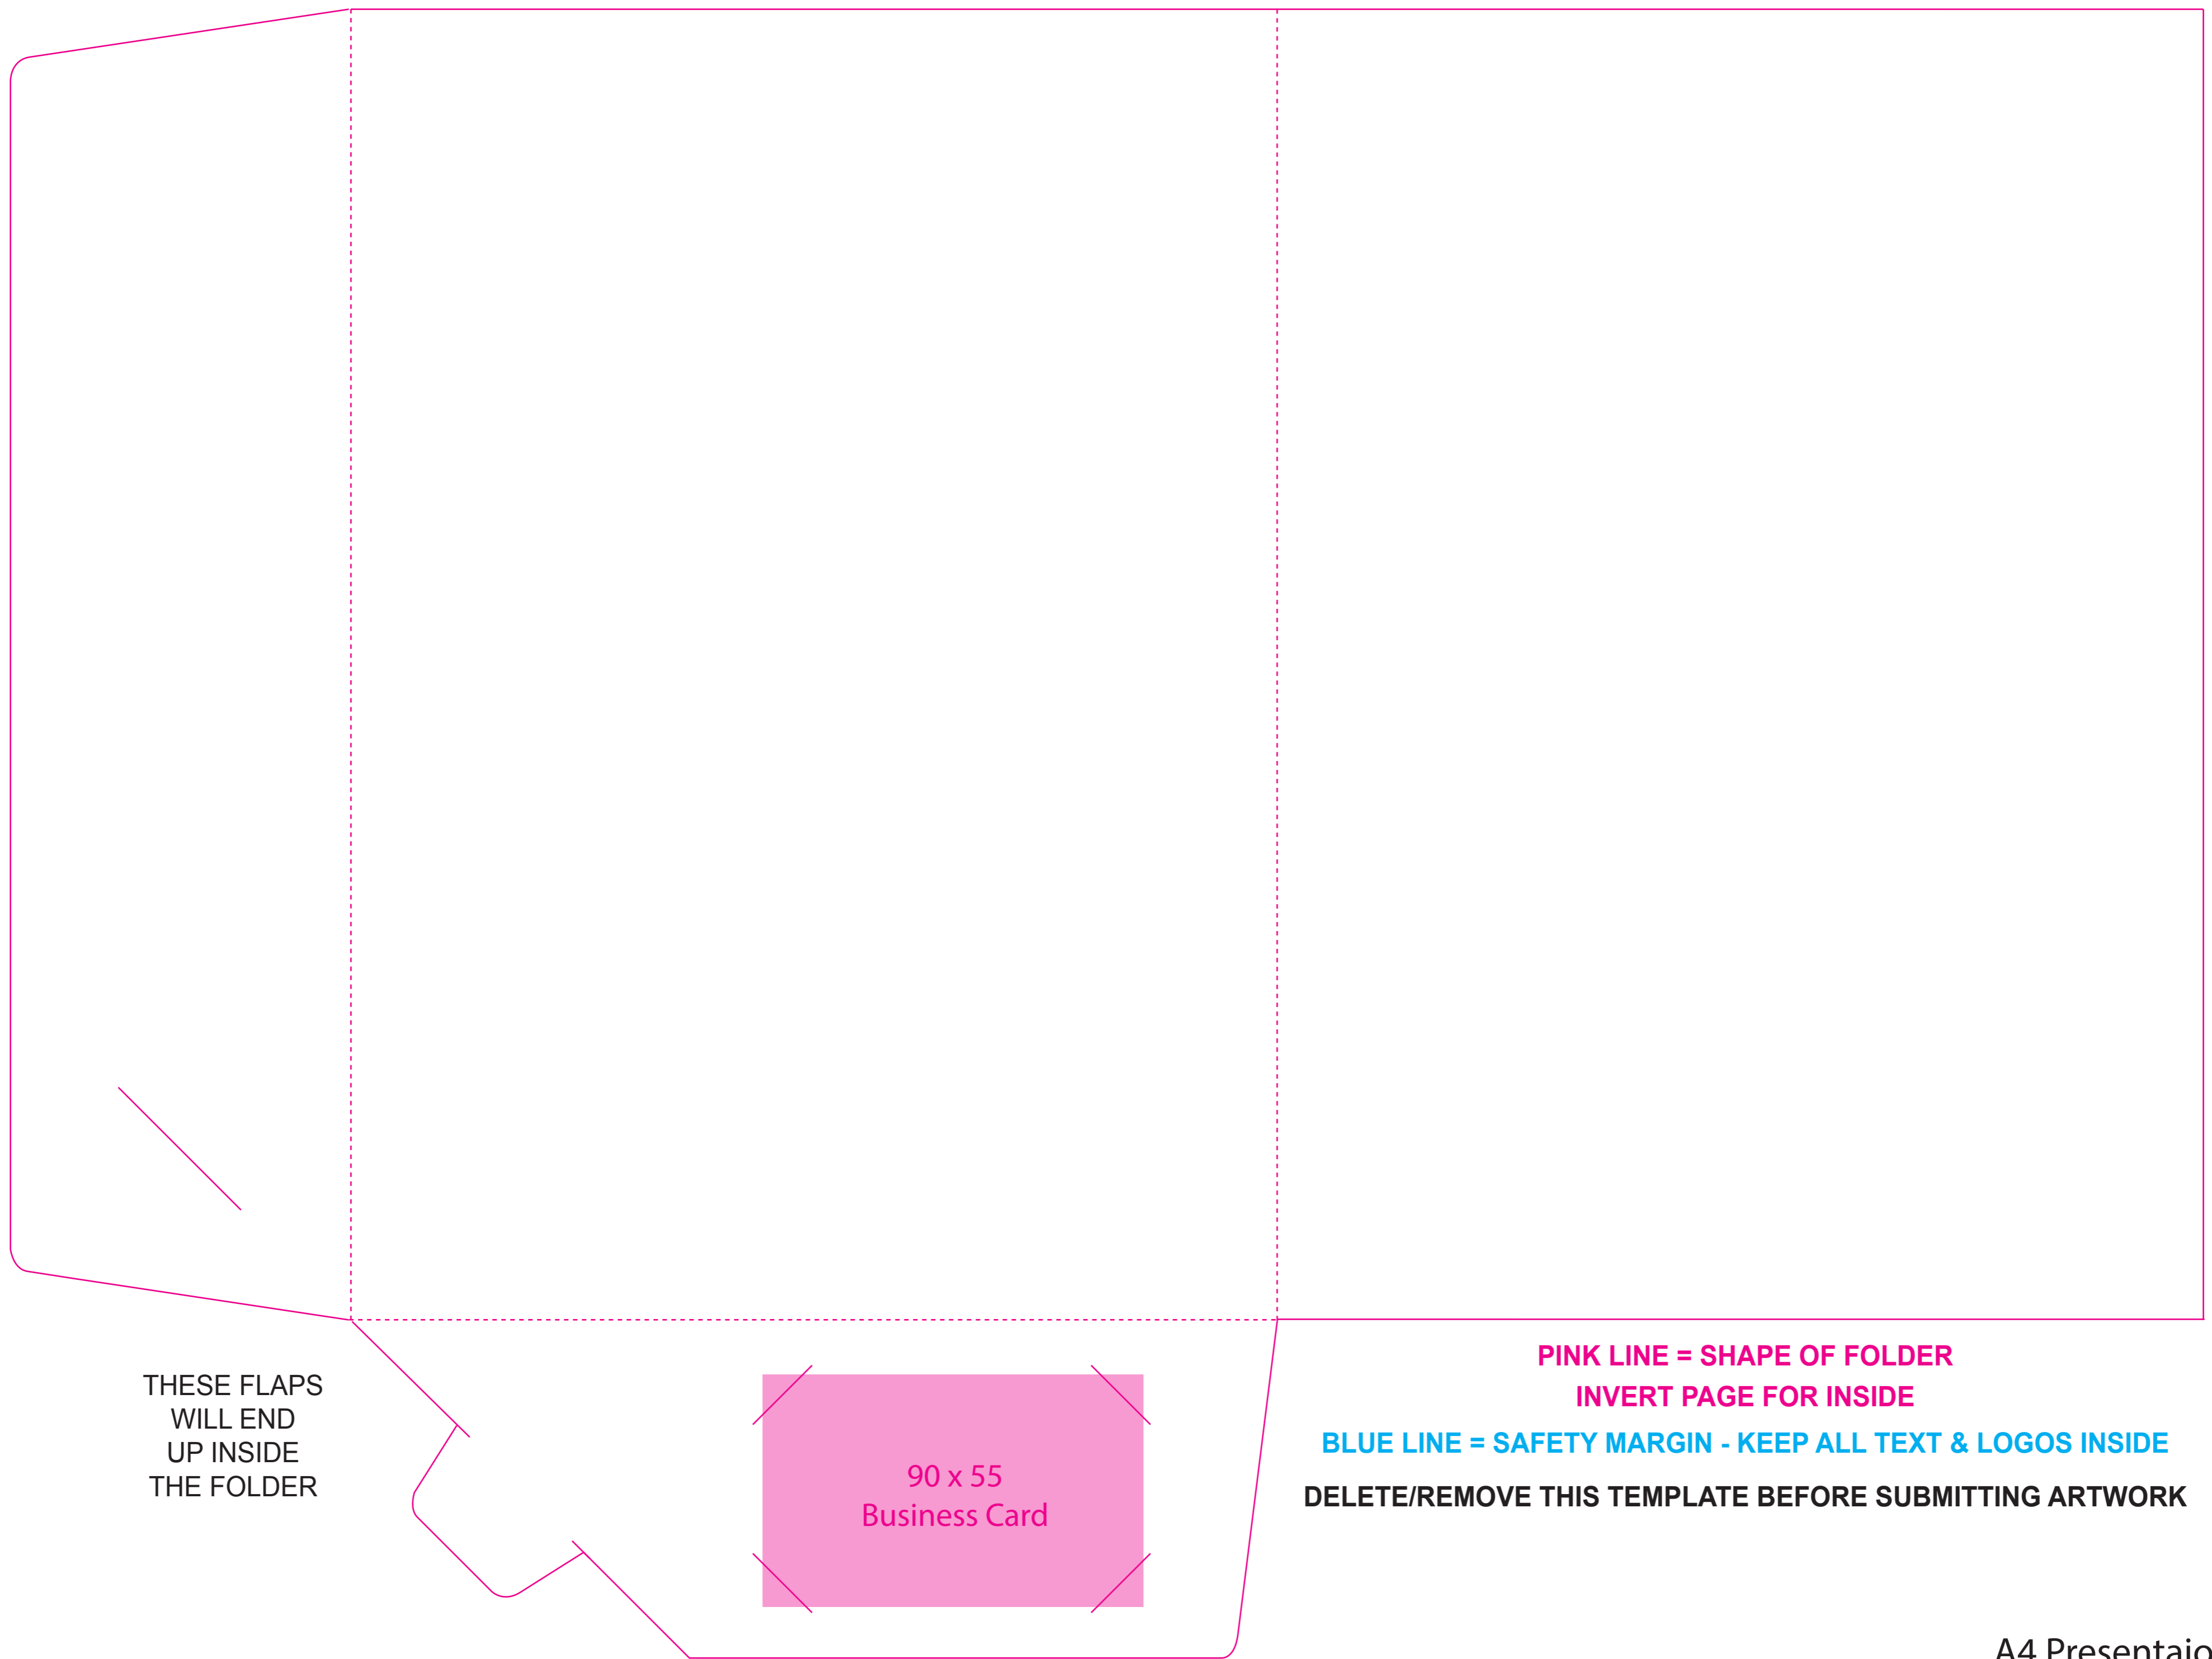 THESE FLAPS
WILL END
UP INSIDE
THE FOLDER
90 x 55
Business Card
PINK LINE = SHAPE OF FOLDER
INVERT PAGE FOR INSIDE
BLUE LINE = SAFETY MARGIN - KEEP ALL TEXT & LOGOS INSIDE
DELETE/REMOVE THIS TEMPLATE BEFORE SUBMITTING ARTWORK
A4 Presentaio